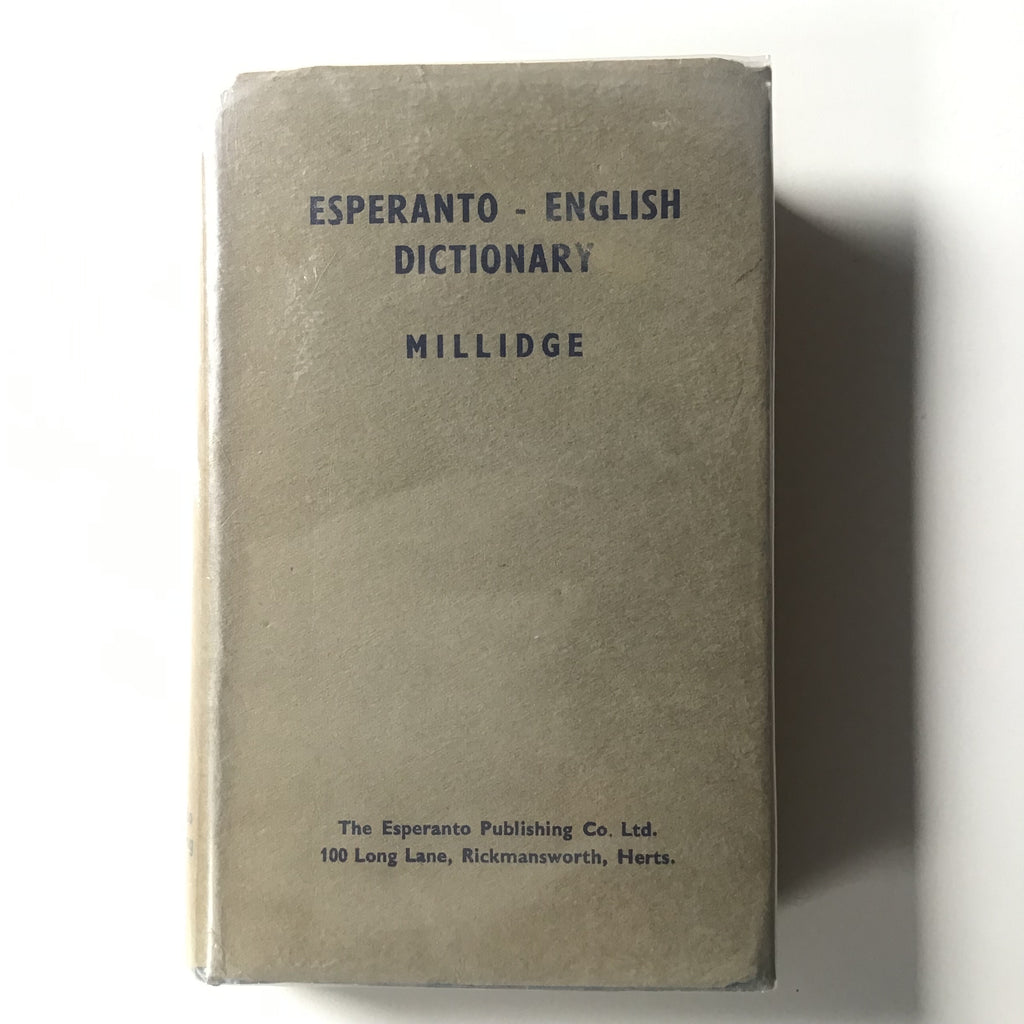 ESPERANTO - ENGLISH
DICTIONARY
MILLIDGE
The Esperanto Publishing Co. Ltd.
100 Long Lane, Rickmansworth, Herts.